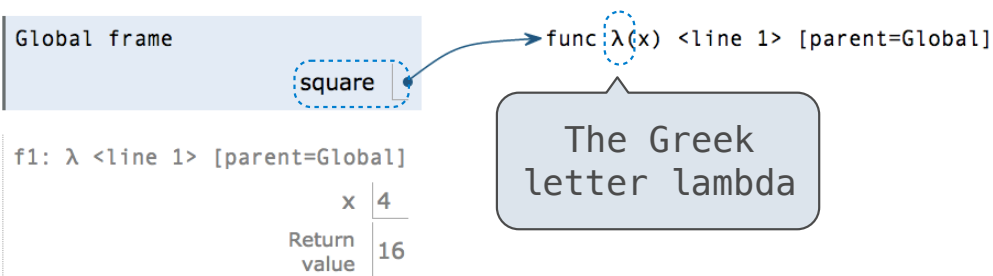 Global frame
func λ(x) <line 1> [parent=Global]
square
The Greek
letter lambda
f1: λ <line 1> [parent=Global]
x 4
Return
value 16